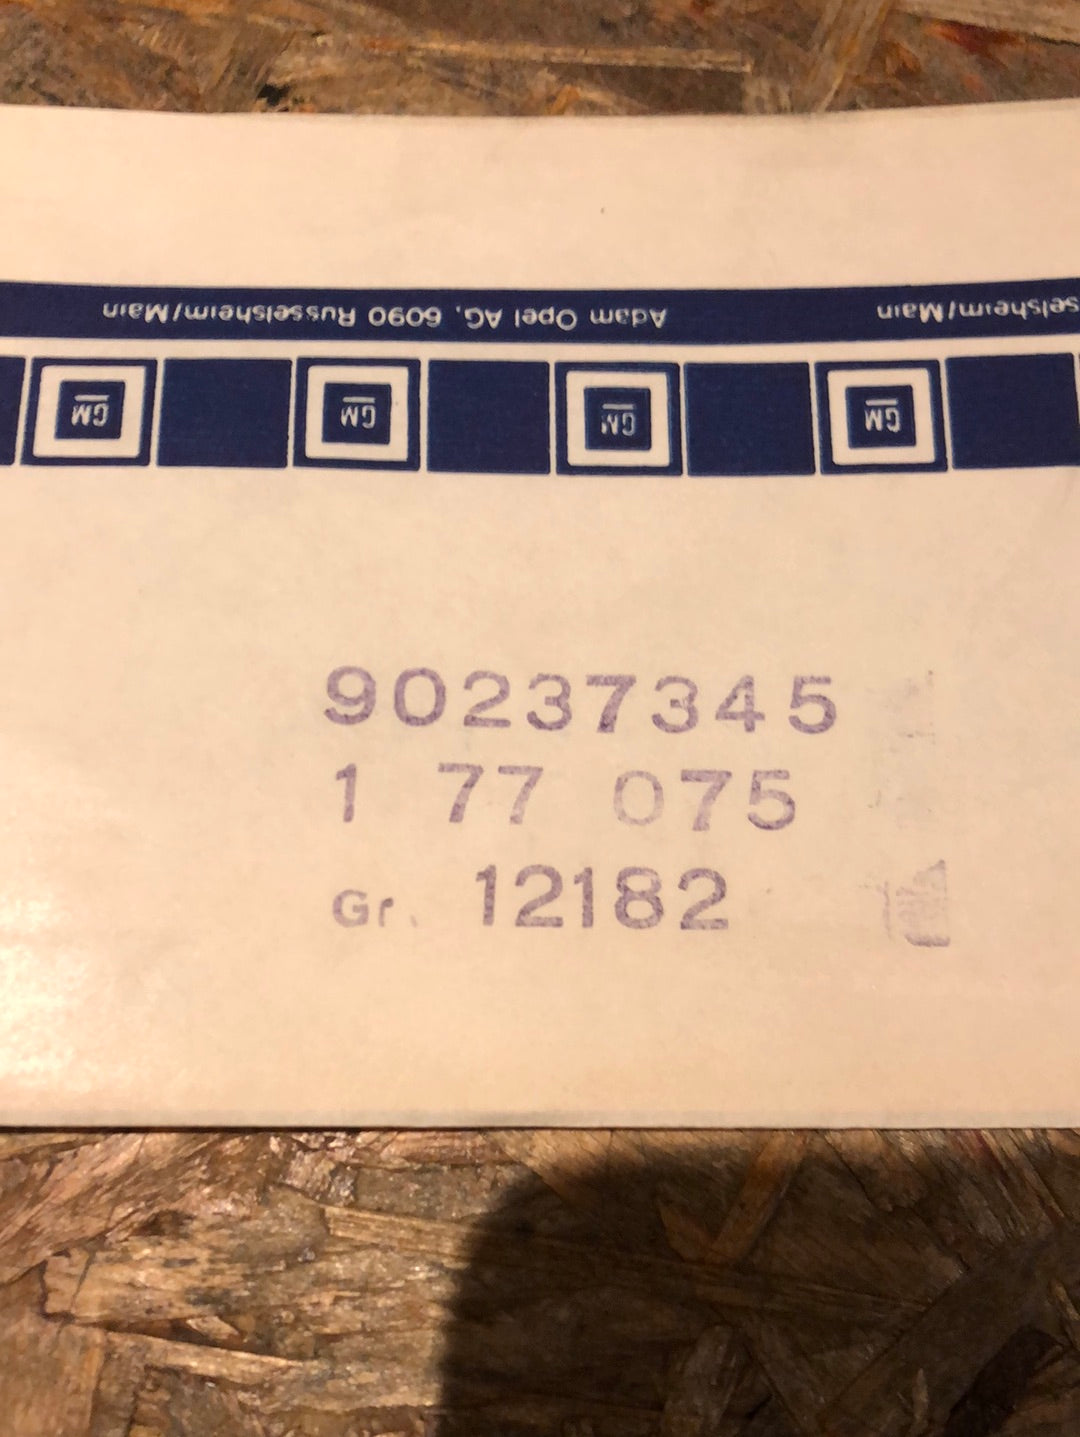 selsheim/Main
Adam Opel AG, 6090 Russelsheim/Main
GM
GM
GM
GM
90237345
1 77 075
Gr. 12182